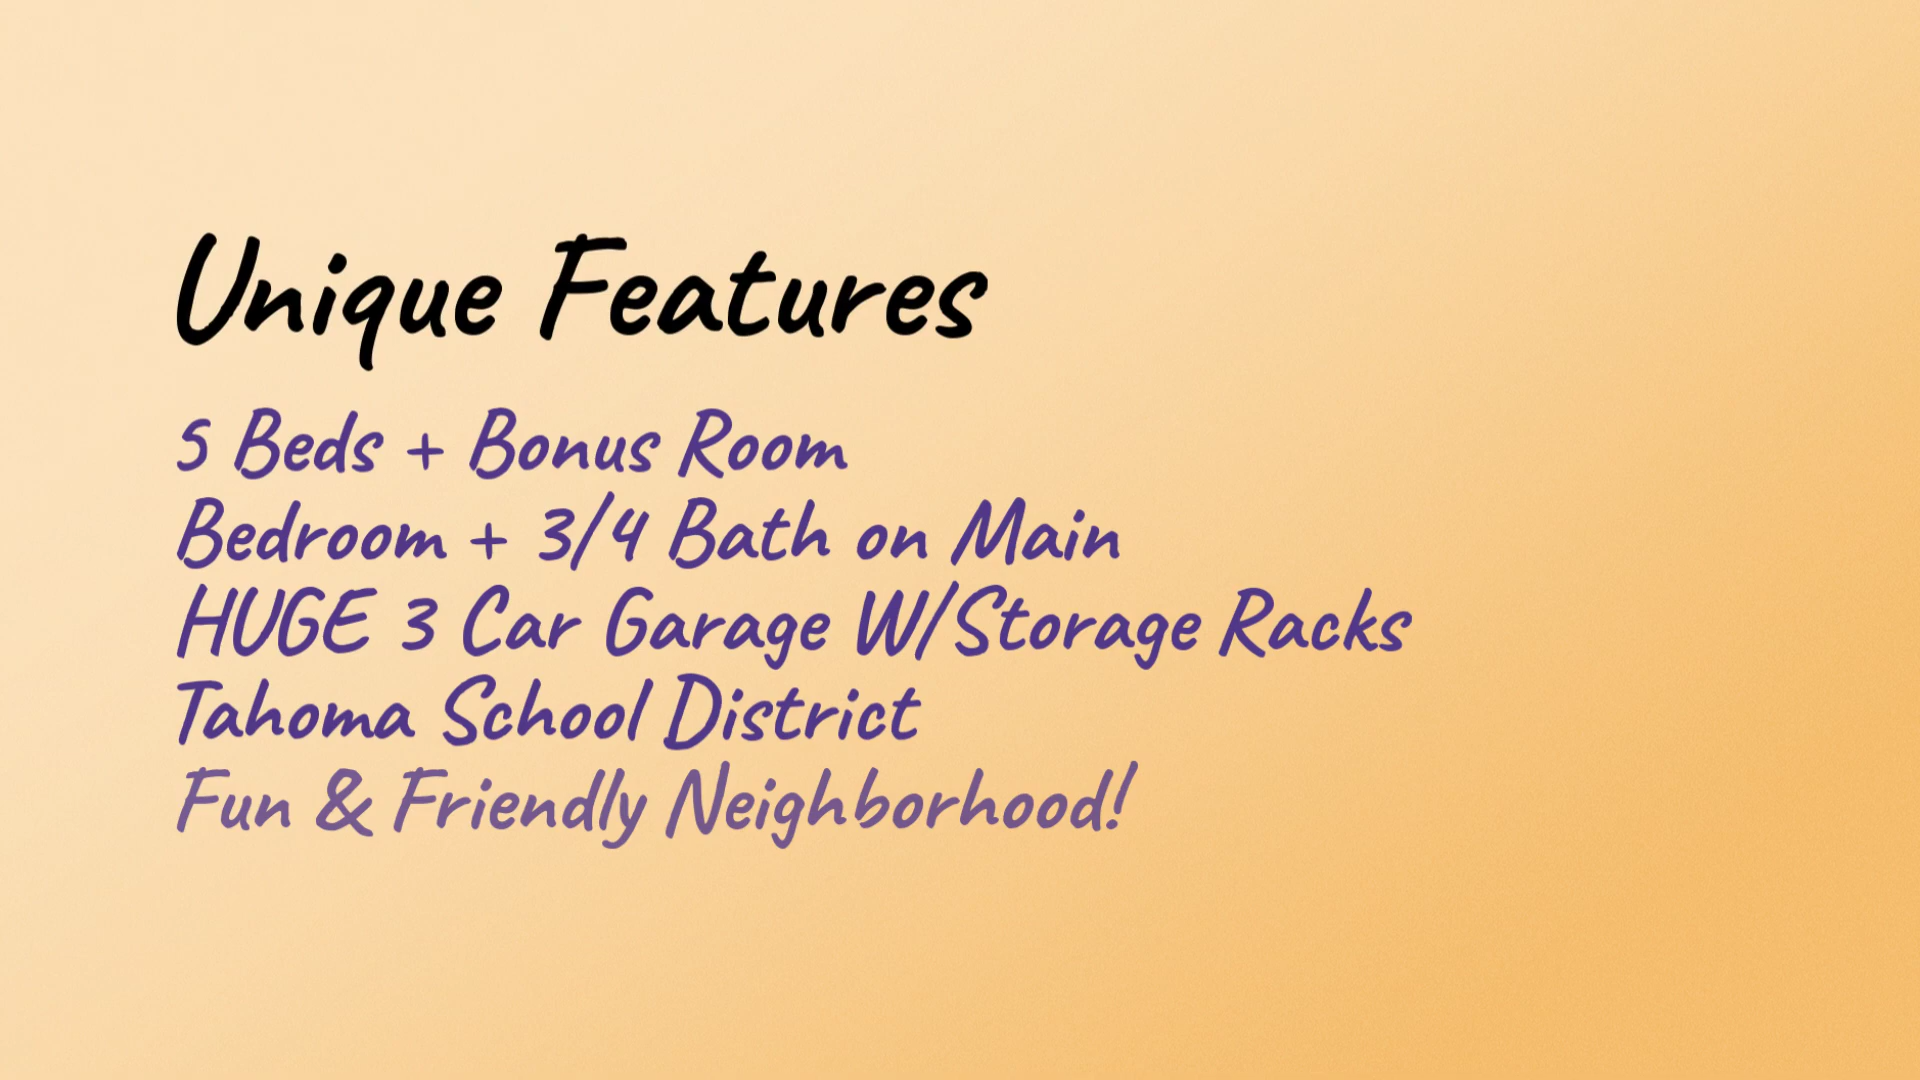 Unique Features
5 Beds + Bonus Room
Bedroom + 3/4 Bath on Main
HUGE 3 Car Garage W/Storage Racks
Tahoma School District
Fun & Friendly Neighborhood!